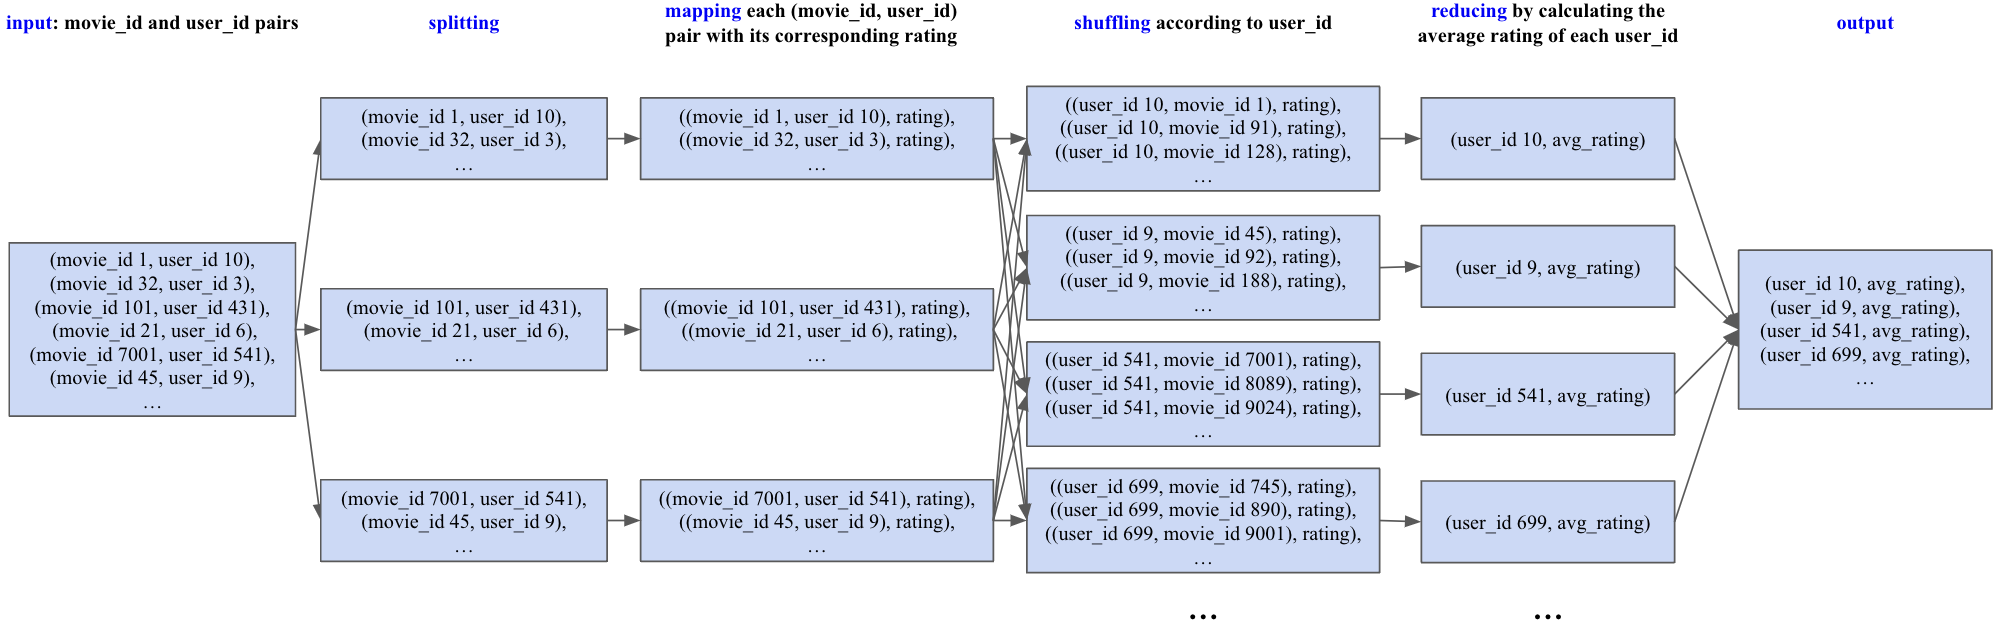 input: movie_id and user_id pairs
splitting
mapping each (movie_id, user_id)
pair with its corresponding rating
shuffling according to user_id
reducing by calculating the
average rating of each user_id
output
(movie_id 1, user_id 10),
(movie_id 32, user_id 3),
(movie_id 101, user_id 431),
(movie_id 21, user_id 6),
(movie_id 7001, user_id 541),
(movie_id 45, user_id 9),
…
(movie_id 1, user_id 10),
(movie_id 32, user_id 3),
…
(movie_id 101, user_id 431),
(movie_id 21, user_id 6),
…
(movie_id 7001, user_id 541),
(movie_id 45, user_id 9),
…
((movie_id 1, user_id 10), rating),
((movie_id 32, user_id 3), rating),
…
((movie_id 101, user_id 431), rating),
((movie_id 21, user_id 6), rating),
…
((movie_id 7001, user_id 541), rating),
((movie_id 45, user_id 9), rating),
…
((user_id 10, movie_id 1), rating),
((user_id 10, movie_id 91), rating),
((user_id 10, movie_id 128), rating),
…
((user_id 9, movie_id 45), rating),
((user_id 9, movie_id 92), rating),
((user_id 9, movie_id 188), rating),
…
((user_id 541, movie_id 7001), rating),
((user_id 541, movie_id 8089), rating),
((user_id 541, movie_id 9024), rating),
…
((user_id 699, movie_id 745), rating),
((user_id 699, movie_id 890), rating),
((user_id 699, movie_id 9001), rating),
…
…
(user_id 10, avg_rating)
(user_id 9, avg_rating)
(user_id 541, avg_rating)
(user_id 699, avg_rating)
…
(user_id 10, avg_rating),
(user_id 9, avg_rating),
(user_id 541, avg_rating),
(user_id 699, avg_rating),
…